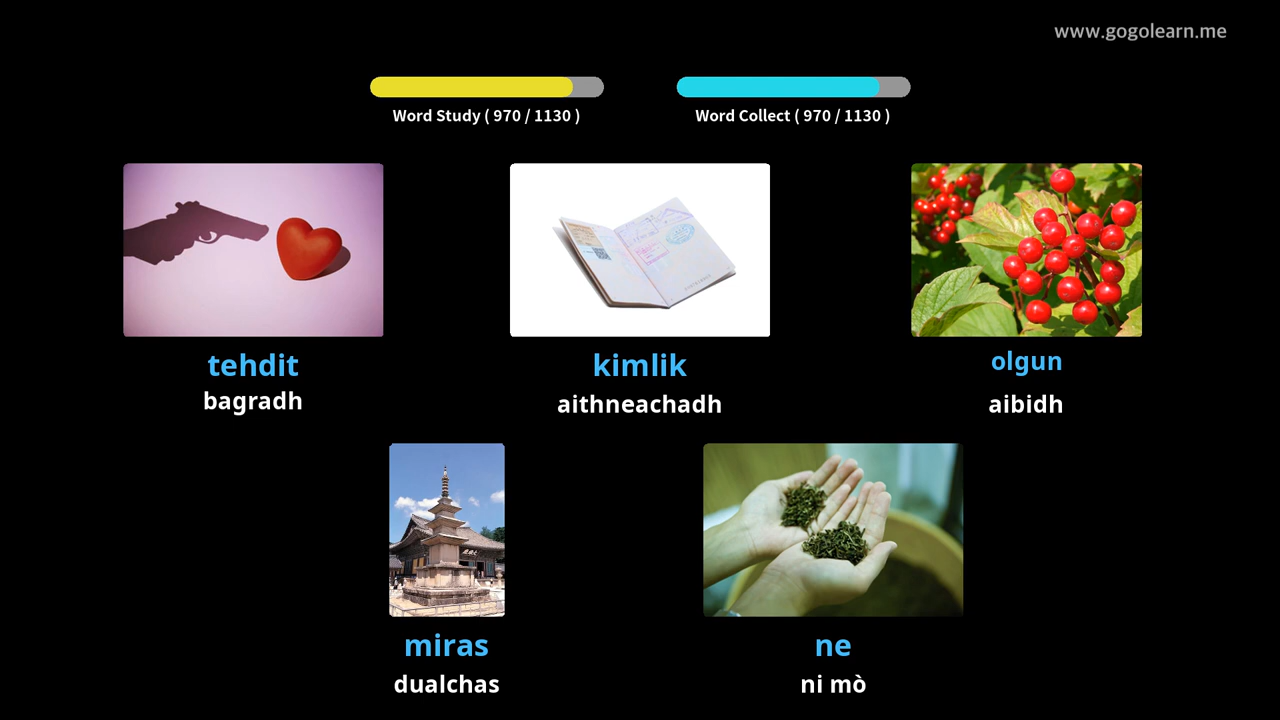 www.gogolearn.me
Word Study ( 970 / 1130 )
Word Collect ( 970 / 1130 )
tehdit
bagradh
kimlik
aithneachadh
olgun
aibidh
miras
dualchas
ne
ni mò